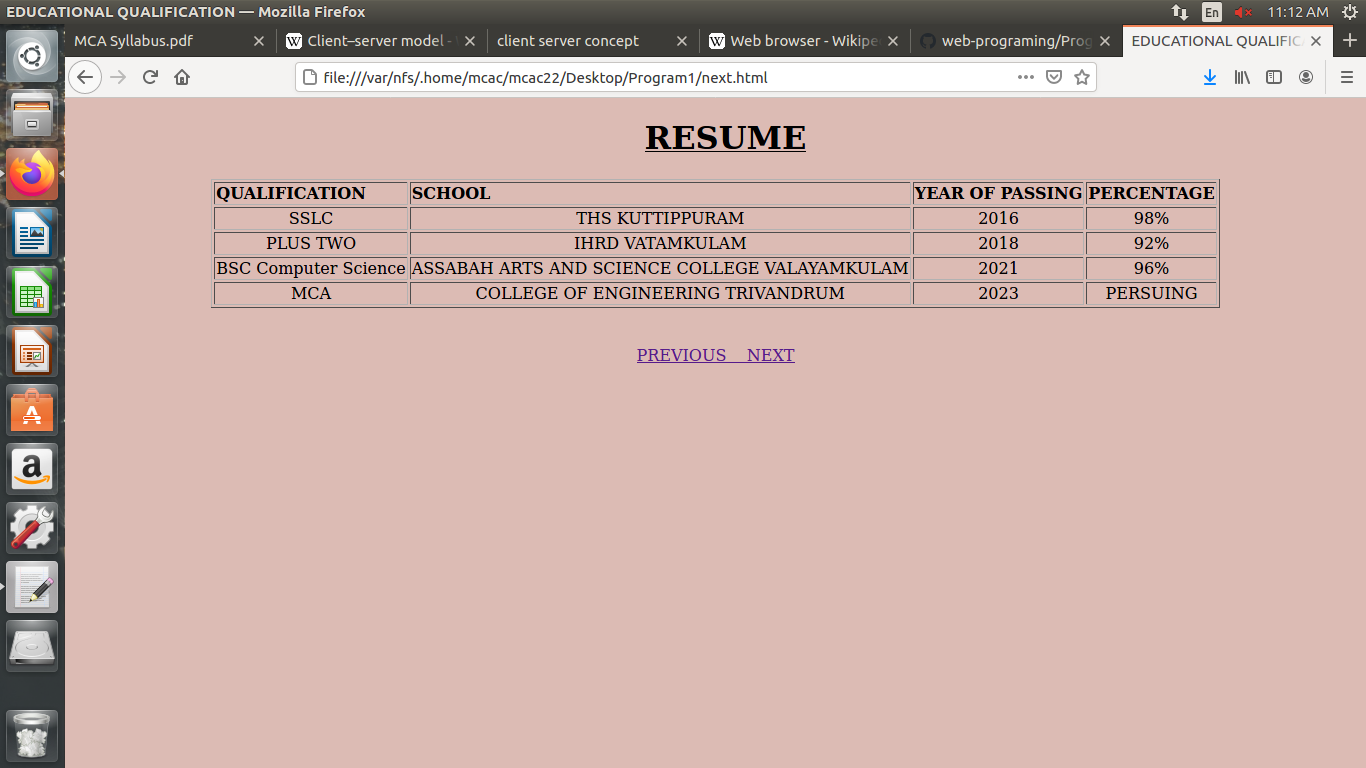 EDUCATIONAL QUALIFICATION — Mozilla Firefox En 11:12 AM
MCA Syllabus.pdf Client–server model - client server concept Web browser - Wikipe web-programing/Prog EDUCATIONAL QUALIFIC
file:///var/nfs/.home/mcac/mcac22/Desktop/Program1/next.html
RESUME
QUALIFICATION SCHOOL YEAR OF PASSING PERCENTAGE
SSLC THS KUTTIPPURAM 2016 98%
PLUS TWO IHRD VATAMKULAM 2018 92%
BSC Computer Science ASSABAH ARTS AND SCIENCE COLLEGE VALAYAMKULAM 2021 96%
MCA COLLEGE OF ENGINEERING TRIVANDRUM 2023 PERSUING
PREVIOUS NEXT